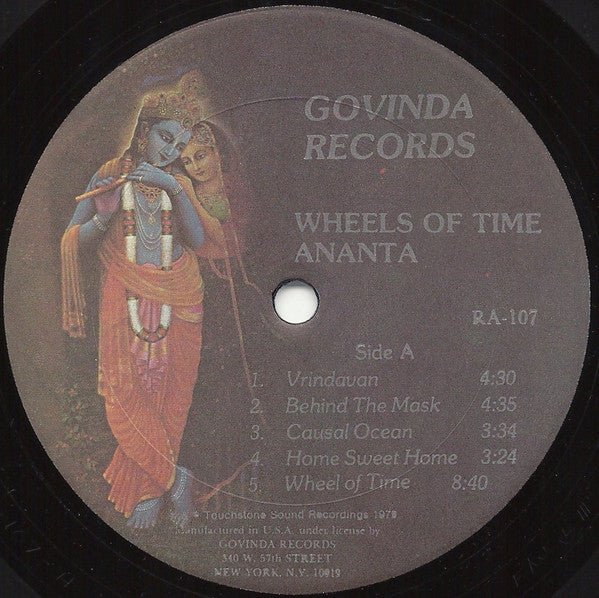 GOVINDA
RECORDS
WHEELS OF TIME
ANANTA
RA-107
Side A
1. Vrindavan 4:30
2. Behind The Mask 4:35
3. Causal Ocean 3:34
4. Home Sweet Home 3:24
5. Wheel of Time 8:40
Touchstone Sound Recordings 1978
Manufactured in U.S.A. under license by
GOVINDA RECORDS
340 W. 57th STREET
NEW YORK, N.Y. 10019